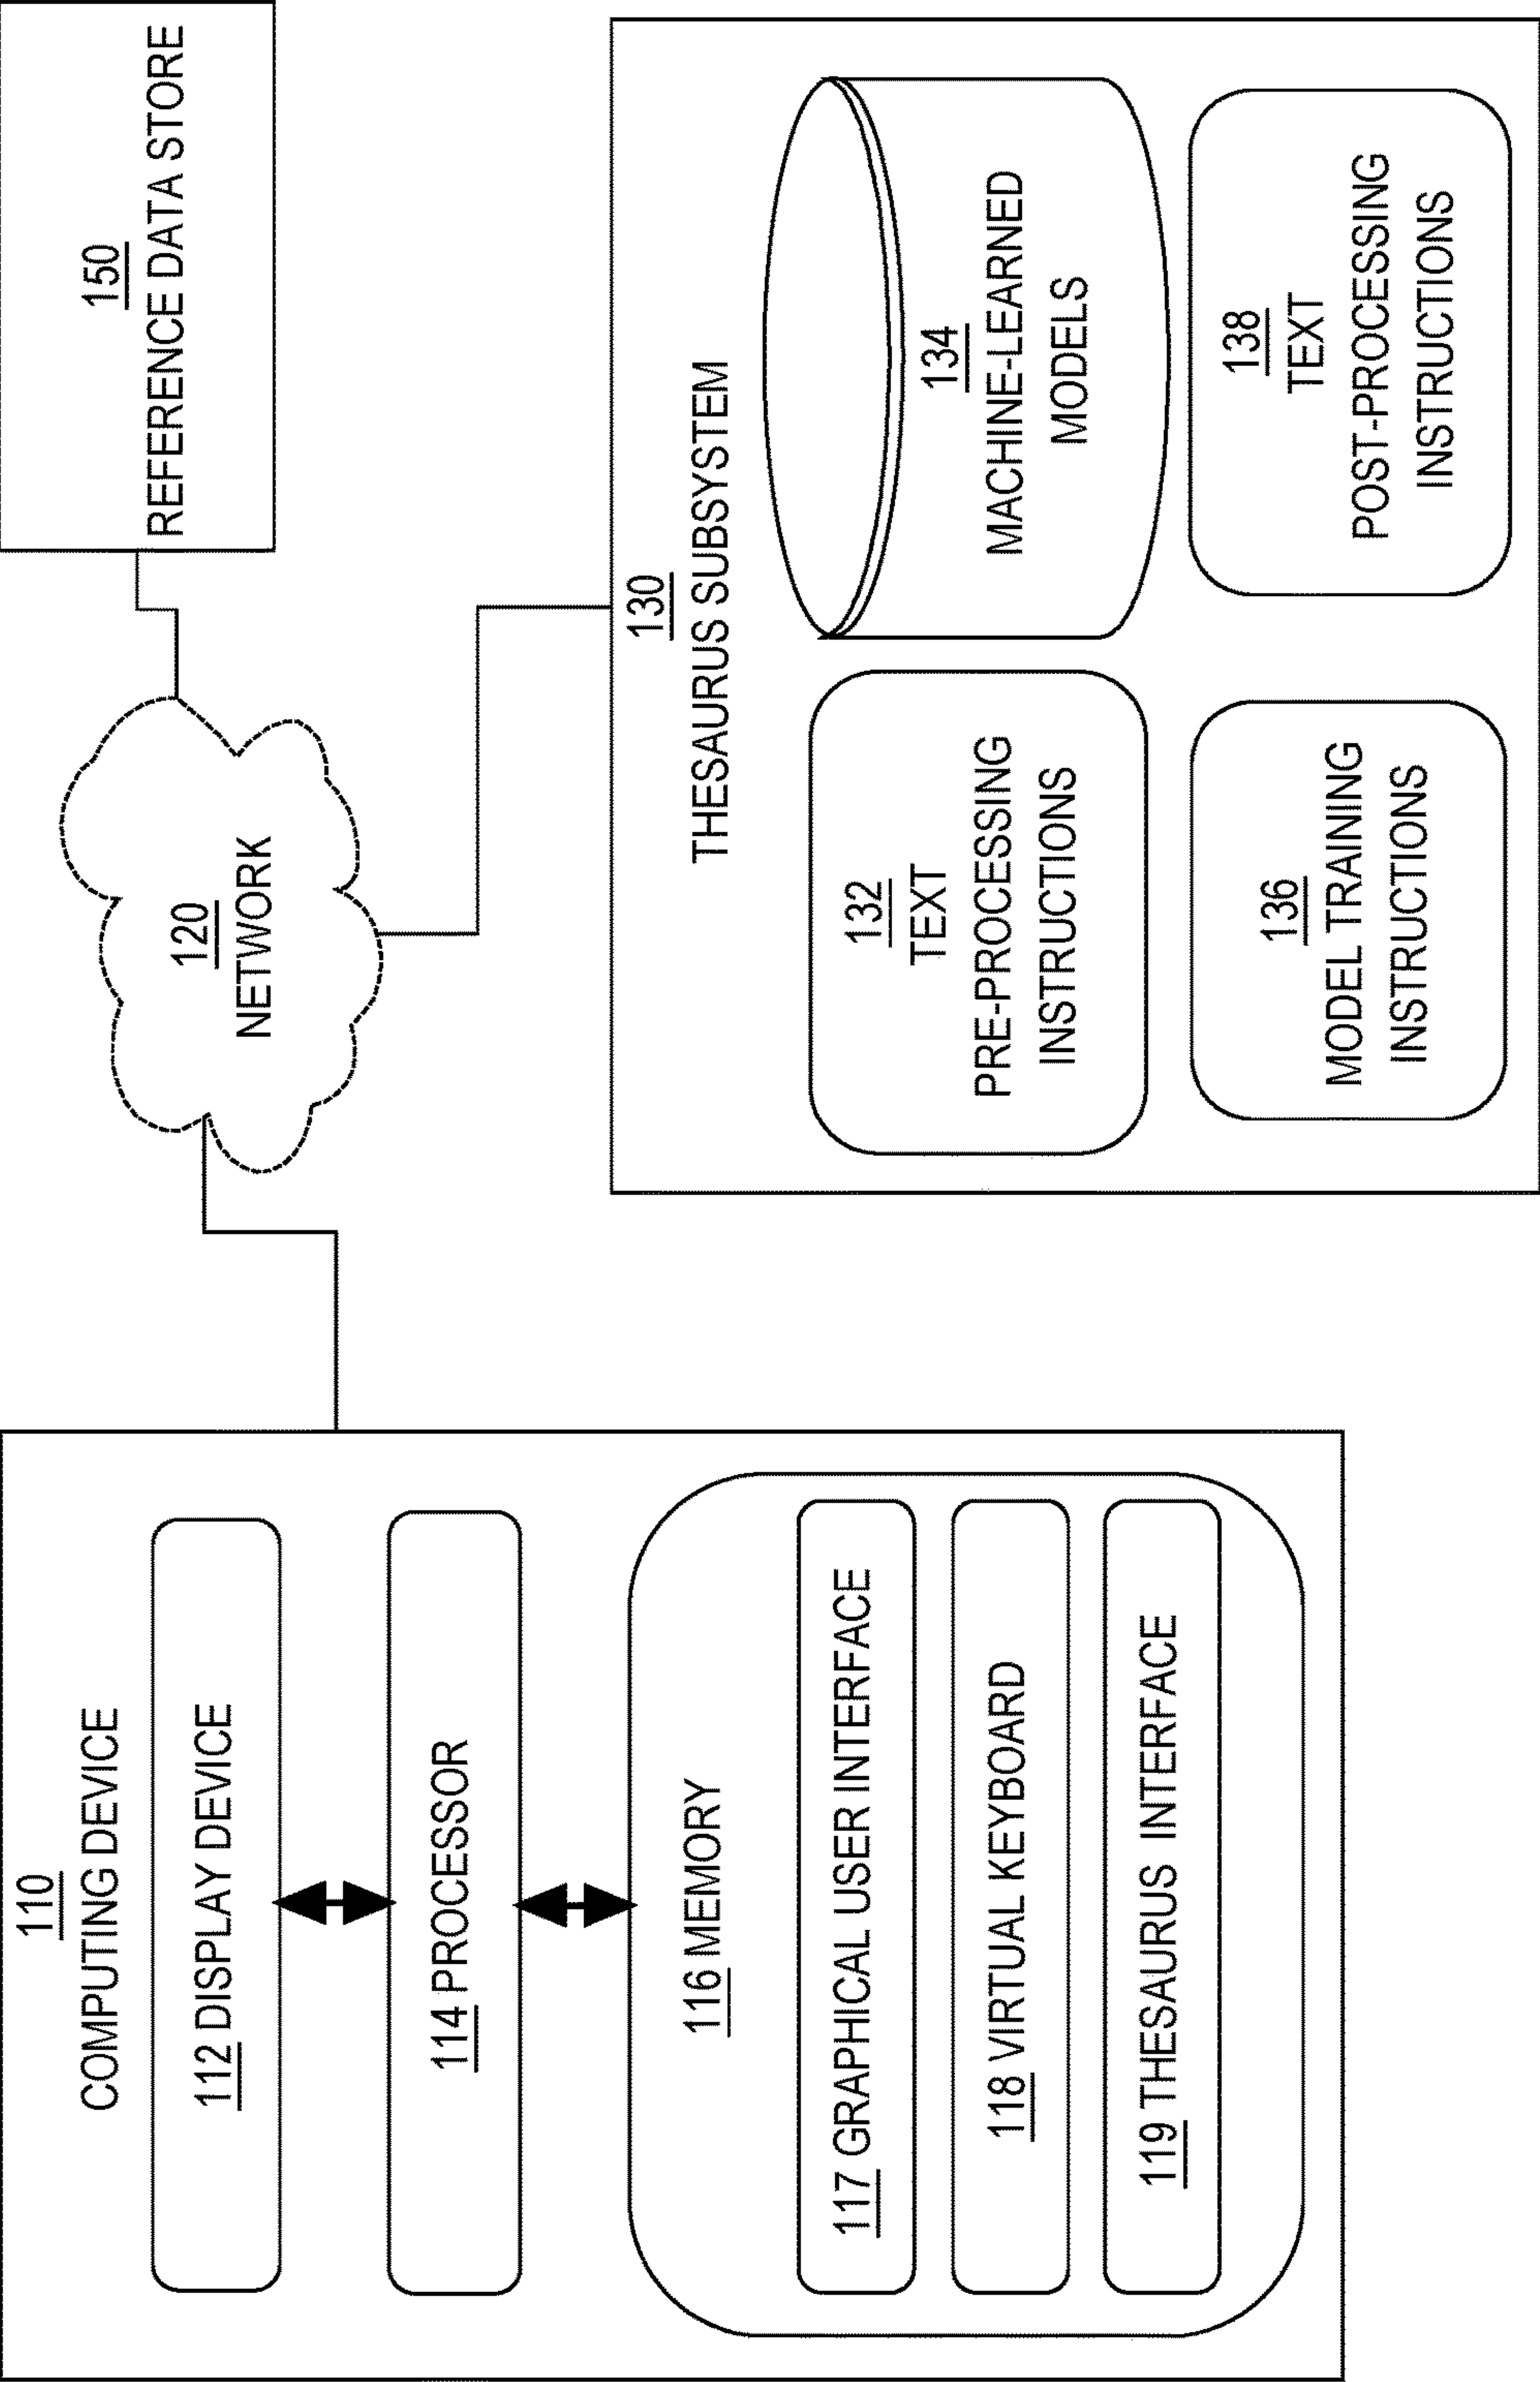 110
COMPUTING DEVICE
112 DISPLAY DEVICE
114 PROCESSOR
116 MEMORY
117 GRAPHICAL USER INTERFACE
118 VIRTUAL KEYBOARD
119 THESAURUS INTERFACE
120
NETWORK
150
REFERENCE DATA STORE
130
THESAURUS SUBSYSTEM
132
TEXT
PRE-PROCESSING
INSTRUCTIONS
134
MACHINE-LEARNED
MODELS
136
MODEL TRAINING
INSTRUCTIONS
138
TEXT
POST-PROCESSING
INSTRUCTIONS